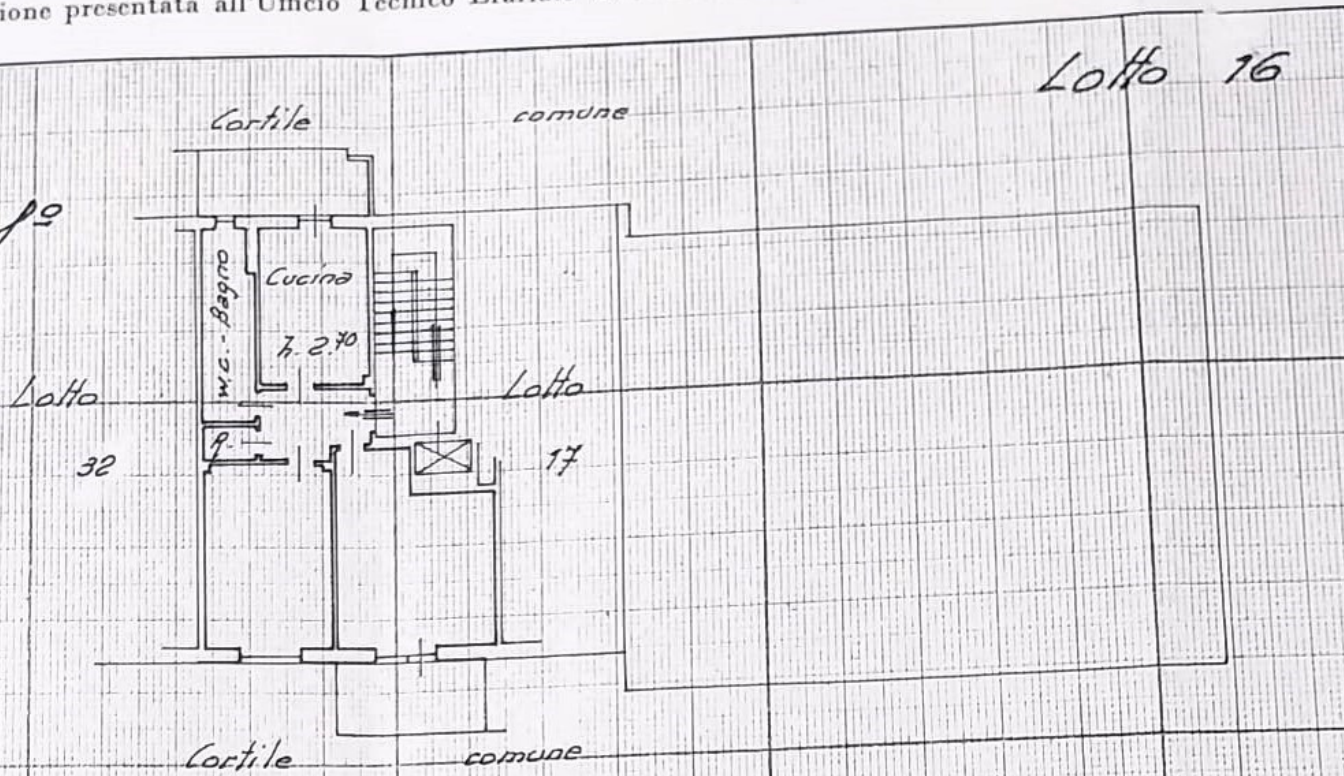 ione presentata all'Ufficio Tecnico
Lotto 16
Cortile comune
W.C. - Bagno
Cucina
h. 2.70
Lotto
32
R.
Lotto
17
Cortile comune